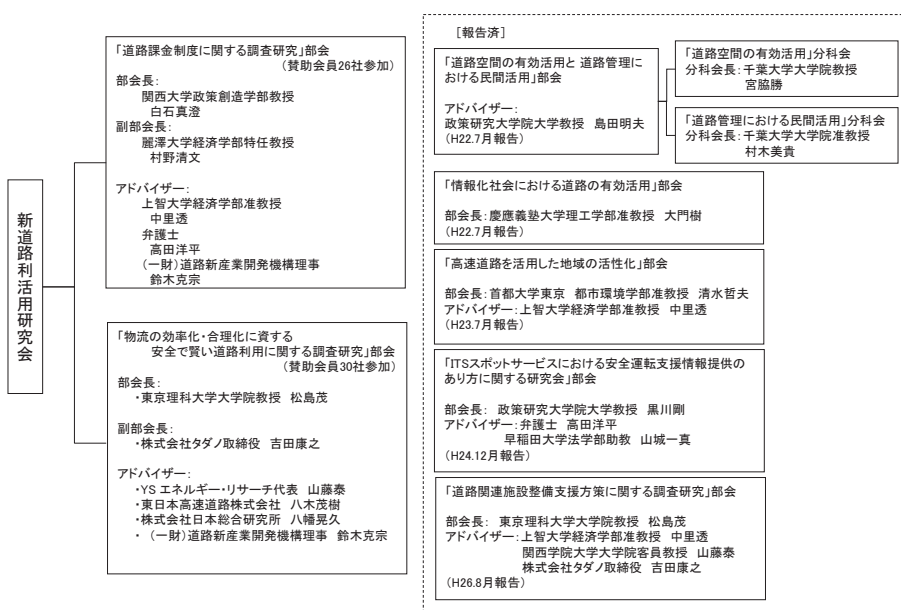 新道路利活用研究会
「道路課金制度に関する調査研究」部会
（賛助会員26社参加）
部会長：
関西大学政策創造学部教授
白石真澄
副部会長：
麗澤大学経済学部特任教授
村野清文
アドバイザー：
上智大学経済学部准教授
中里透
弁護士
高田洋平
（一財）道路新産業開発機構理事
鈴木克宗
「物流の効率化・合理化に資する
安全で賢い道路利用に関する調査研究」部会
（賛助会員30社参加）
部会長：
・東京理科大学大学院教授 松島茂
副部会長：
・株式会社タダノ取締役 吉田康之
アドバイザー：
・YS エネルギー・リサーチ代表 山藤泰
・東日本高速道路株式会社 八木茂樹
・株式会社日本総合研究所 八幡晃久
・（一財）道路新産業開発機構理事 鈴木克宗
［報告済］
「道路空間の有効活用と 道路管理に
おける民間活用」部会
アドバイザー：
政策研究大学院大学教授 島田明夫
(H22.7月報告)
「道路空間の有効活用」分科会
分科会長：千葉大学大学院教授
宮脇勝
「道路管理における民間活用」分科会
分科会長：千葉大学大学院准教授
村木美貴
「情報化社会における道路の有効活用」部会
部会長：慶應義塾大学理工学部准教授 大門樹
(H22.7月報告)
「高速道路を活用した地域の活性化」部会
部会長：首都大学東京 都市環境学部准教授 清水哲夫
アドバイザー：上智大学経済学部准教授 中里透
(H23.7月報告)
「ITSスポットサービスにおける安全運転支援情報提供の
あり方に関する研究会」部会
部会長： 政策研究大学院大学教授 黒川剛
アドバイザー：弁護士 高田洋平
早稲田大学法学部助教 山城一真
(H24.12月報告)
「道路関連施設整備支援方策に関する調査研究」部会
部会長： 東京理科大学大学院教授 松島茂
アドバイザー：上智大学経済学部准教授 中里透
関西学院大学大学院客員教授 山藤泰
株式会社タダノ取締役 吉田康之
(H26.8月報告)